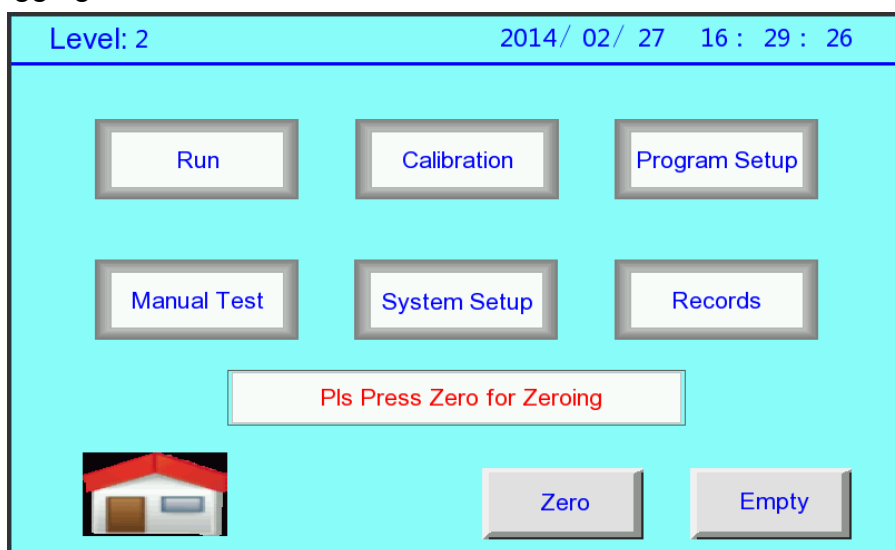 Level: 2 2014/ 02/ 27 16 : 29 : 26
Run Calibration Program Setup
Manual Test System Setup Records
Pls Press Zero for Zeroing
Zero Empty